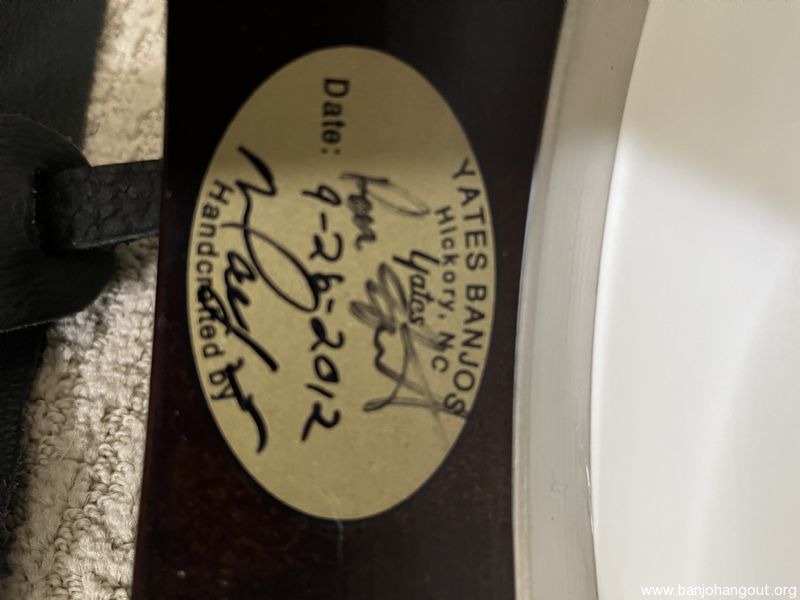 YATES BANJOS
Hickory, NC
Yates
Date: 9-26-2012
Handcrafted by
www.banjohangout.org